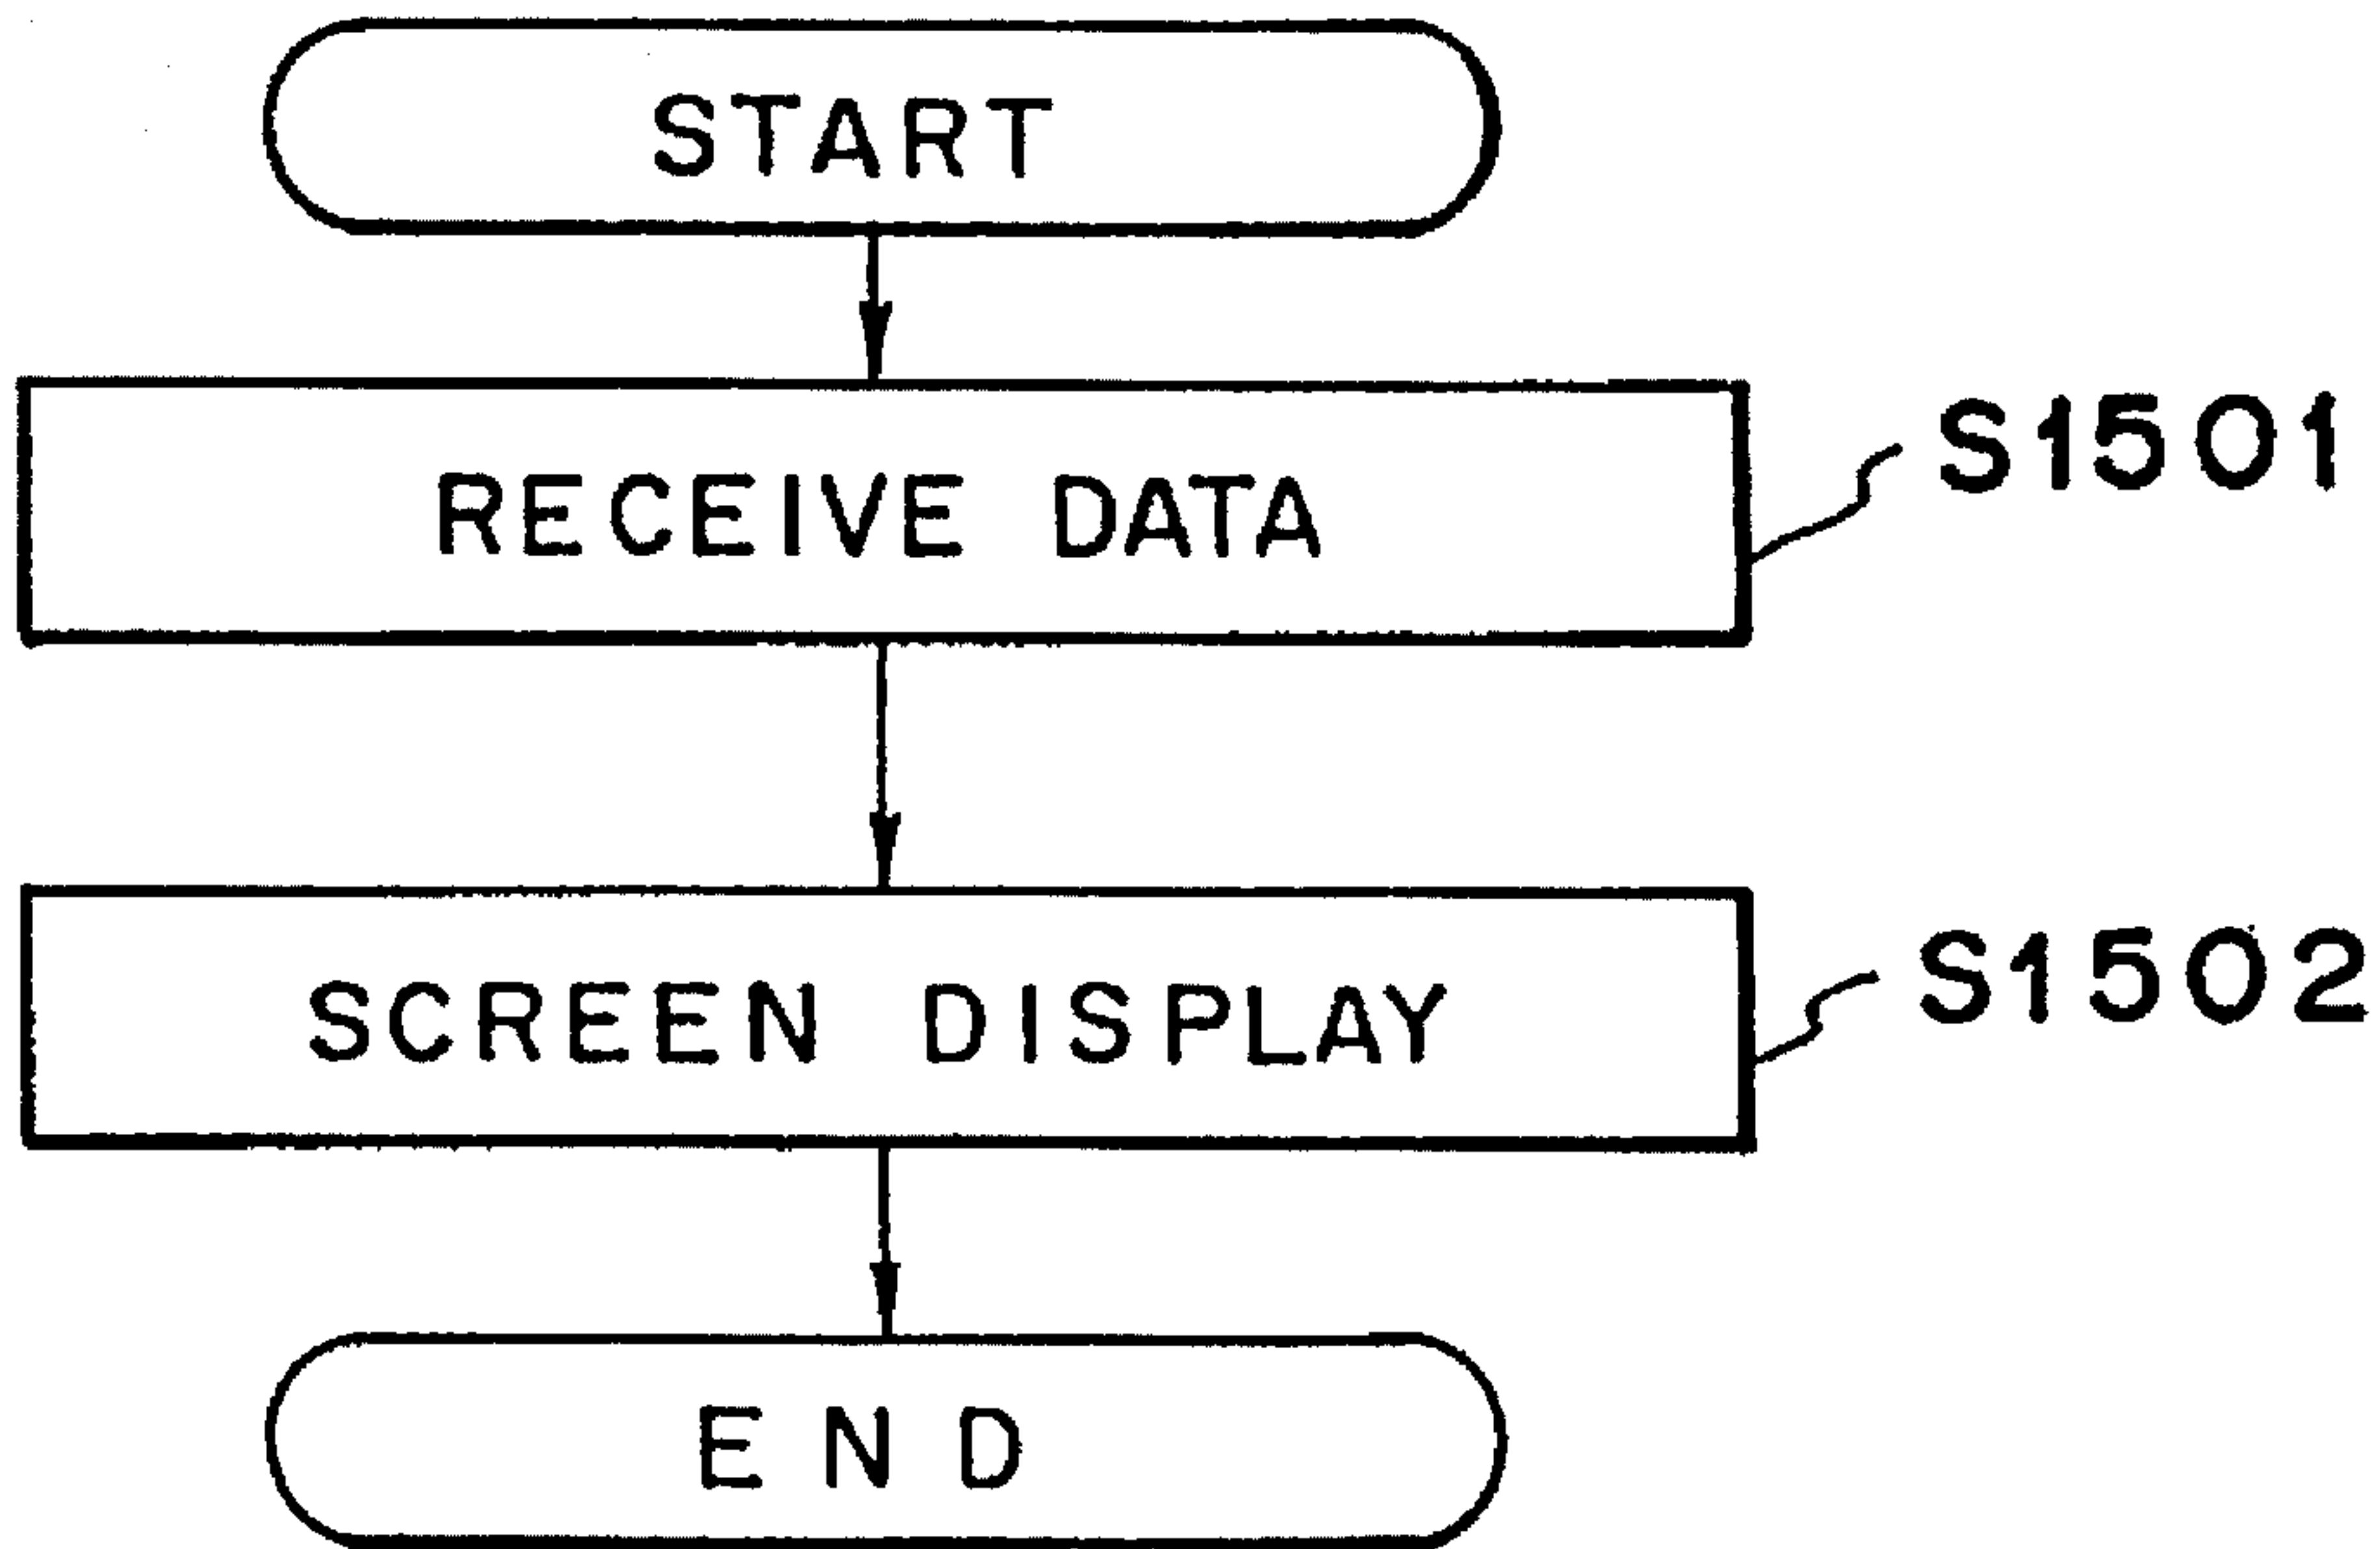 START
RECEIVE DATA
S1501
SCREEN DISPLAY
S1502
END